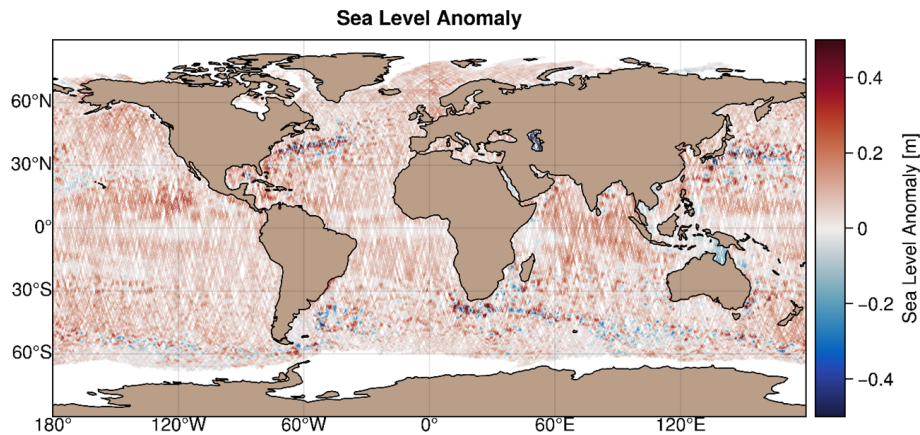 Sea Level Anomaly
60°N
30°N
0°
30°S
60°S
180°
120°W
60°W
0°
60°E
120°E
0.4
0.2
0
−0.2
−0.4
Sea Level Anomaly [m]